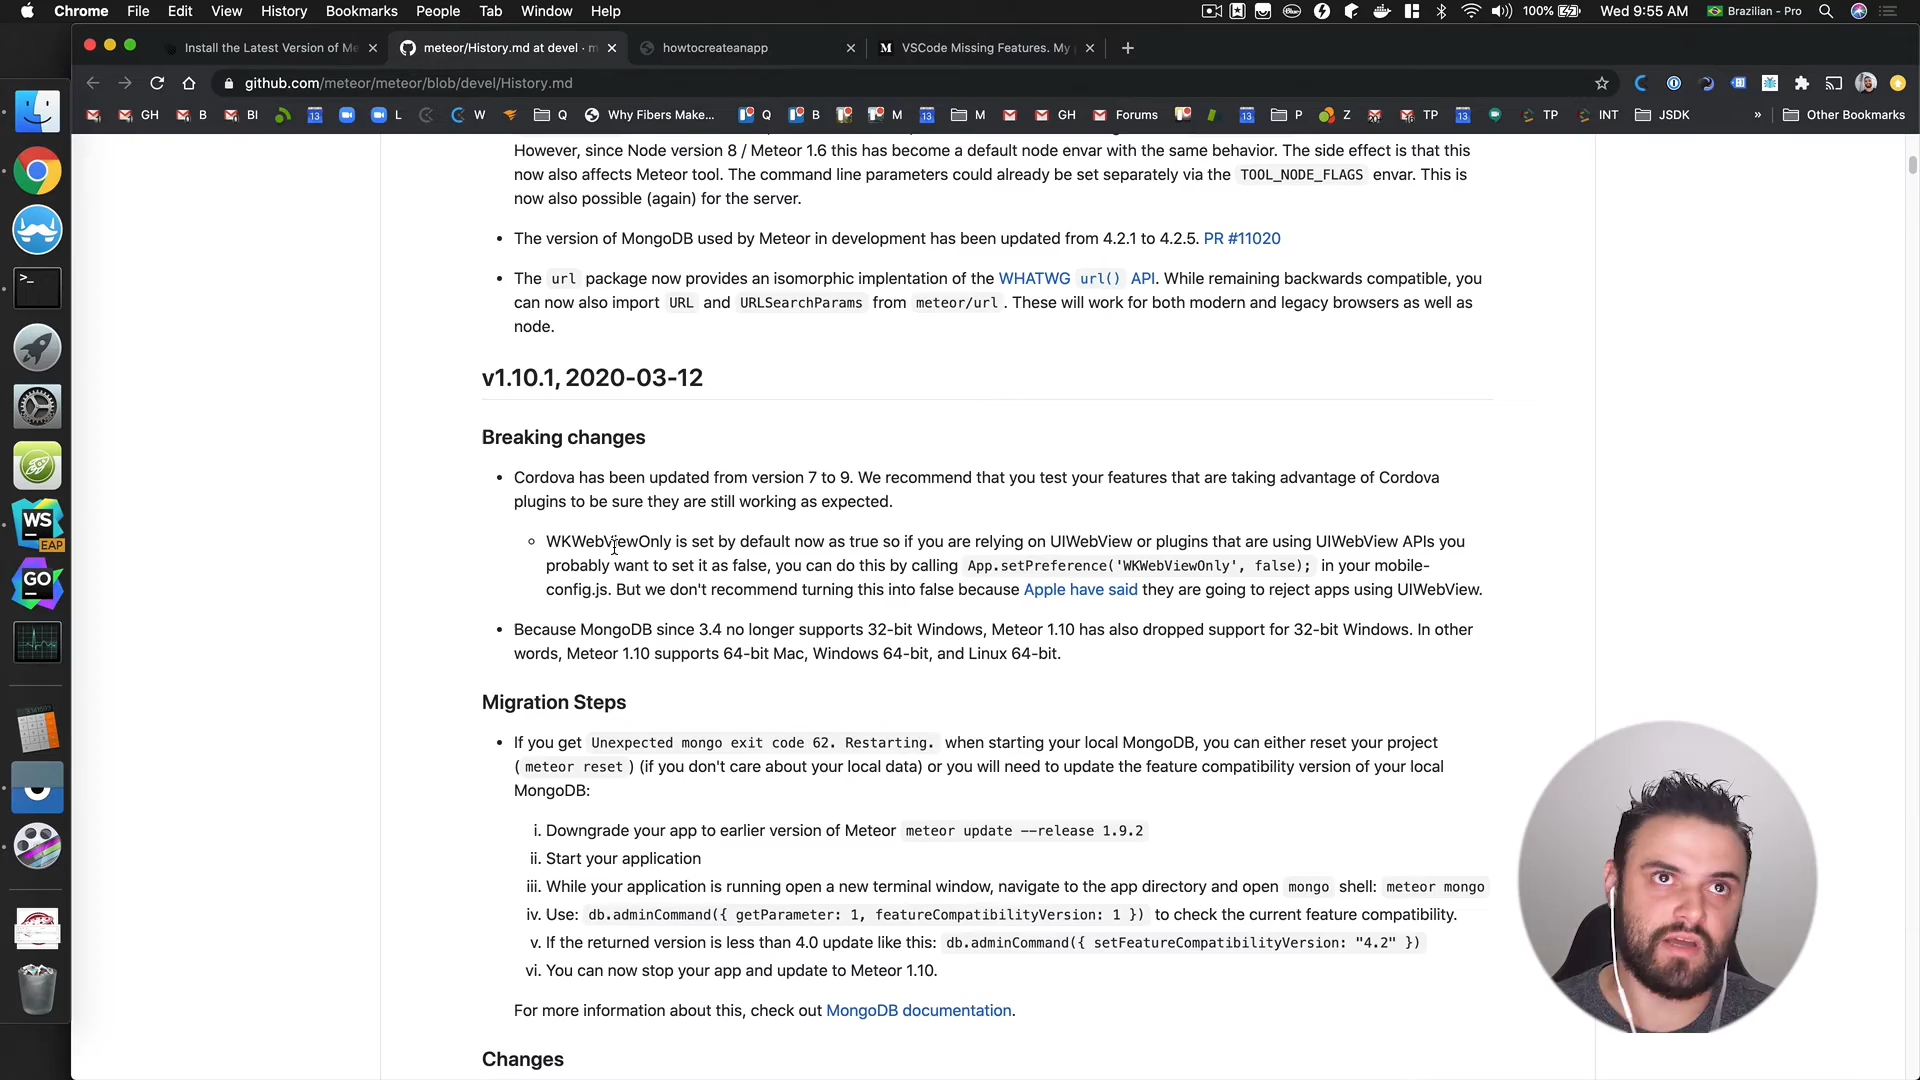 Chrome File Edit View History Bookmarks People Tab Window Help 100% Wed 9:55 AM Brazilian - Pro
Install the Latest Version of Me meteor/History.md at devel · m howtocreateanapp VSCode Missing Features. My
github.com/meteor/meteor/blob/devel/History.md
GH B BI L W Q Why Fibers Make... Q B M M GH Forums P Z TP TP INT JSDK » Other Bookmarks
However, since Node version 8 / Meteor 1.6 this has become a default node envar with the same behavior. The side effect is that this
now also affects Meteor tool. The command line parameters could already be set separately via the TOOL_NODE_FLAGS envar. This is
now also possible (again) for the server.
• The version of MongoDB used by Meteor in development has been updated from 4.2.1 to 4.2.5. PR #11020
• The url package now provides an isomorphic implentation of the WHATWG url() API. While remaining backwards compatible, you
can now also import URL and URLSearchParams from meteor/url. These will work for both modern and legacy browsers as well as
node.
v1.10.1, 2020-03-12
Breaking changes
• Cordova has been updated from version 7 to 9. We recommend that you test your features that are taking advantage of Cordova
plugins to be sure they are still working as expected.
◦ WKWebViewOnly is set by default now as true so if you are relying on UIWebView or plugins that are using UIWebView APIs you
probably want to set it as false, you can do this by calling App.setPreference('WKWebViewOnly', false); in your mobile-
config.js. But we don't recommend turning this into false because Apple have said they are going to reject apps using UIWebView.
• Because MongoDB since 3.4 no longer supports 32-bit Windows, Meteor 1.10 has also dropped support for 32-bit Windows. In other
words, Meteor 1.10 supports 64-bit Mac, Windows 64-bit, and Linux 64-bit.
Migration Steps
• If you get Unexpected mongo exit code 62. Restarting. when starting your local MongoDB, you can either reset your project
( meteor reset ) (if you don't care about your local data) or you will need to update the feature compatibility version of your local
MongoDB:
i. Downgrade your app to earlier version of Meteor meteor update --release 1.9.2
ii. Start your application
iii. While your application is running open a new terminal window, navigate to the app directory and open mongo shell: meteor mongo
iv. Use: db.adminCommand({ getParameter: 1, featureCompatibilityVersion: 1 }) to check the current feature compatibility.
v. If the returned version is less than 4.0 update like this: db.adminCommand({ setFeatureCompatibilityVersion: "4.2" })
vi. You can now stop your app and update to Meteor 1.10.
For more information about this, check out MongoDB documentation.
Changes
WS
EAP
GO